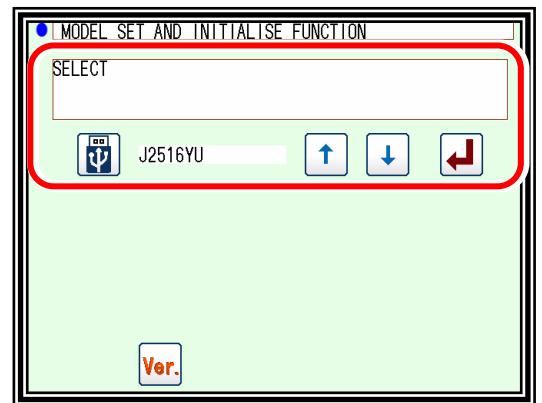 MODEL SET AND INITIALISE FUNCTION
SELECT
J2516YU
Ver.